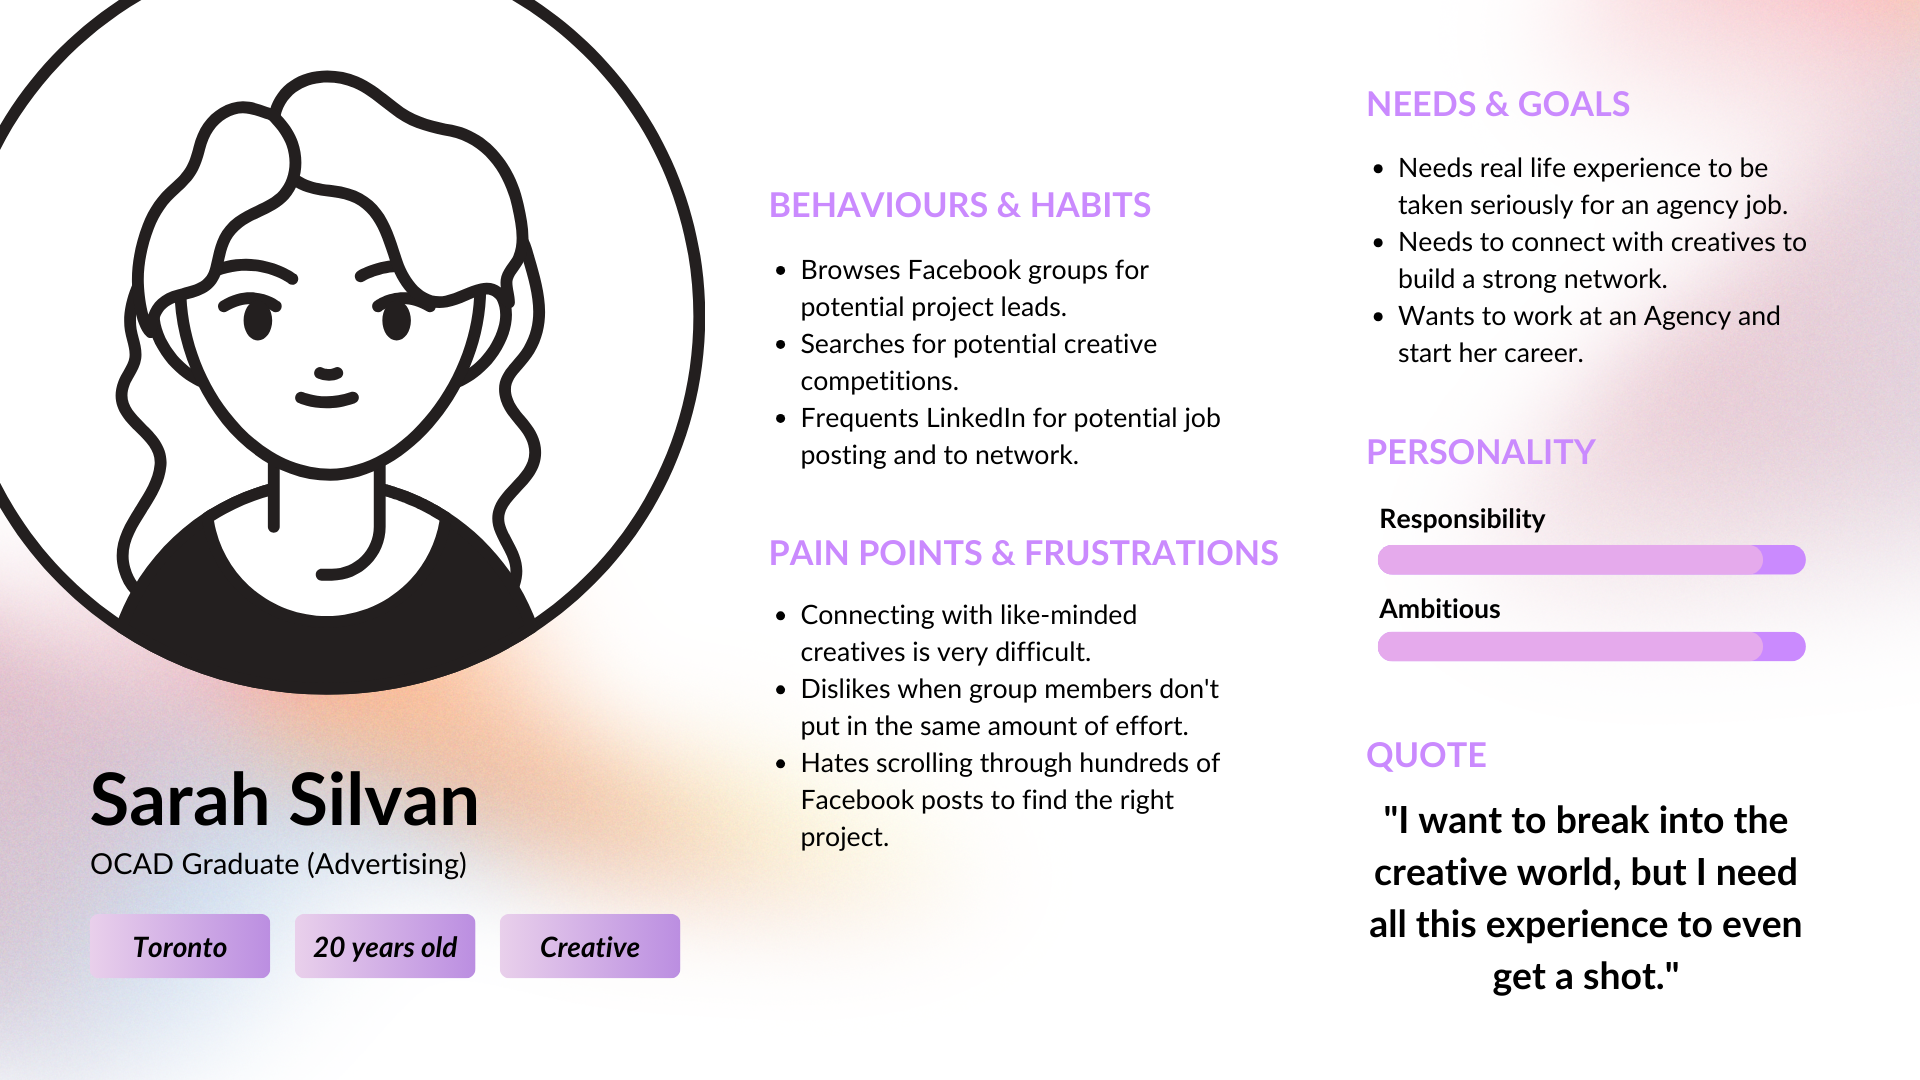 Sarah Silvan
OCAD Graduate (Advertising)
Toronto
20 years old
Creative
BEHAVIOURS & HABITS
• Browses Facebook groups for
potential project leads.
• Searches for potential creative
competitions.
• Frequents LinkedIn for potential job
posting and to network.
PAIN POINTS & FRUSTRATIONS
• Connecting with like-minded
creatives is very difficult.
• Dislikes when group members don't
put in the same amount of effort.
• Hates scrolling through hundreds of
Facebook posts to find the right
project.
NEEDS & GOALS
• Needs real life experience to be
taken seriously for an agency job.
• Needs to connect with creatives to
build a strong network.
• Wants to work at an Agency and
start her career.
PERSONALITY
Responsibility
Ambitious
QUOTE
"I want to break into the
creative world, but I need
all this experience to even
get a shot."